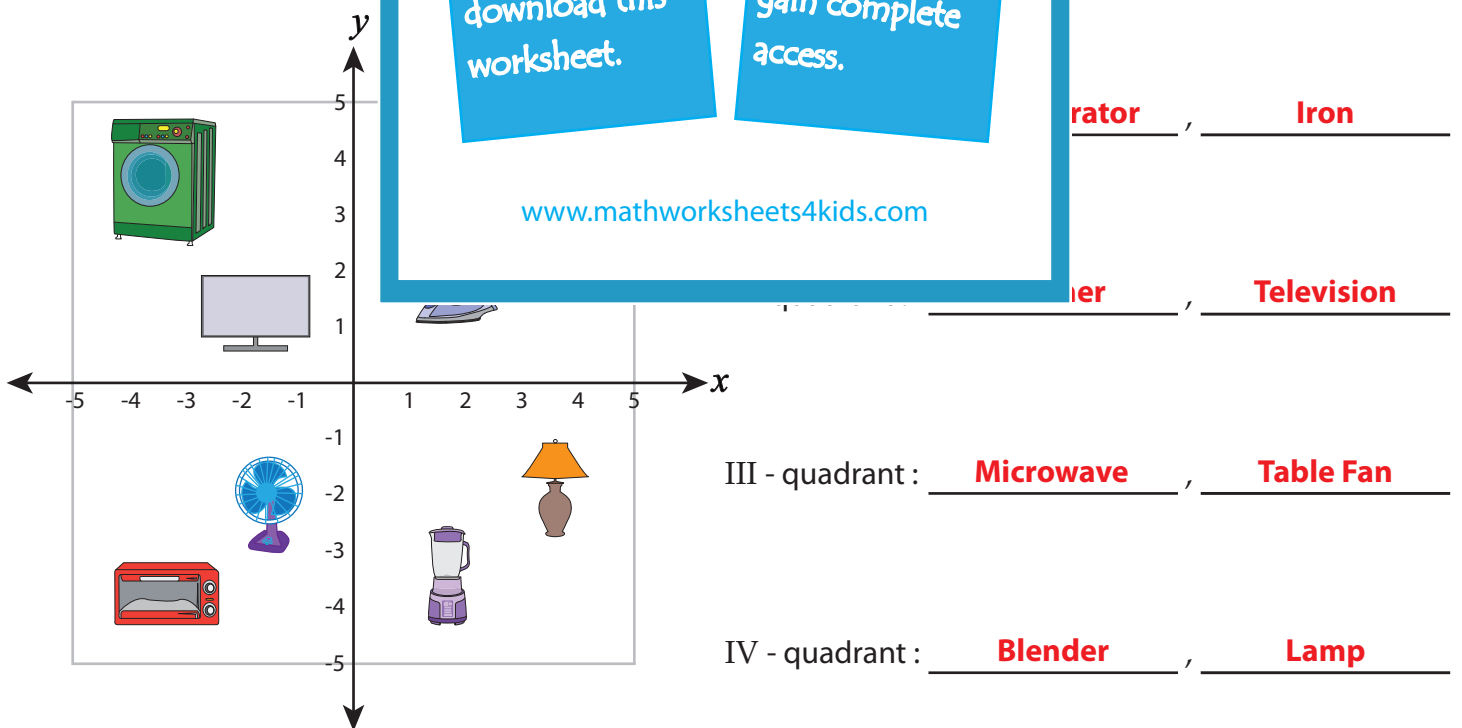 download this
worksheet.
gain complete
access.
www.mathworksheets4kids.com
y
5
4
3
2
1
-5 -4 -3 -2 -1 1 2 3 4 5
x
-1
-2
-3
-4
-5
rator , Iron
er , Television
III - quadrant : Microwave , Table Fan
IV - quadrant : Blender , Lamp